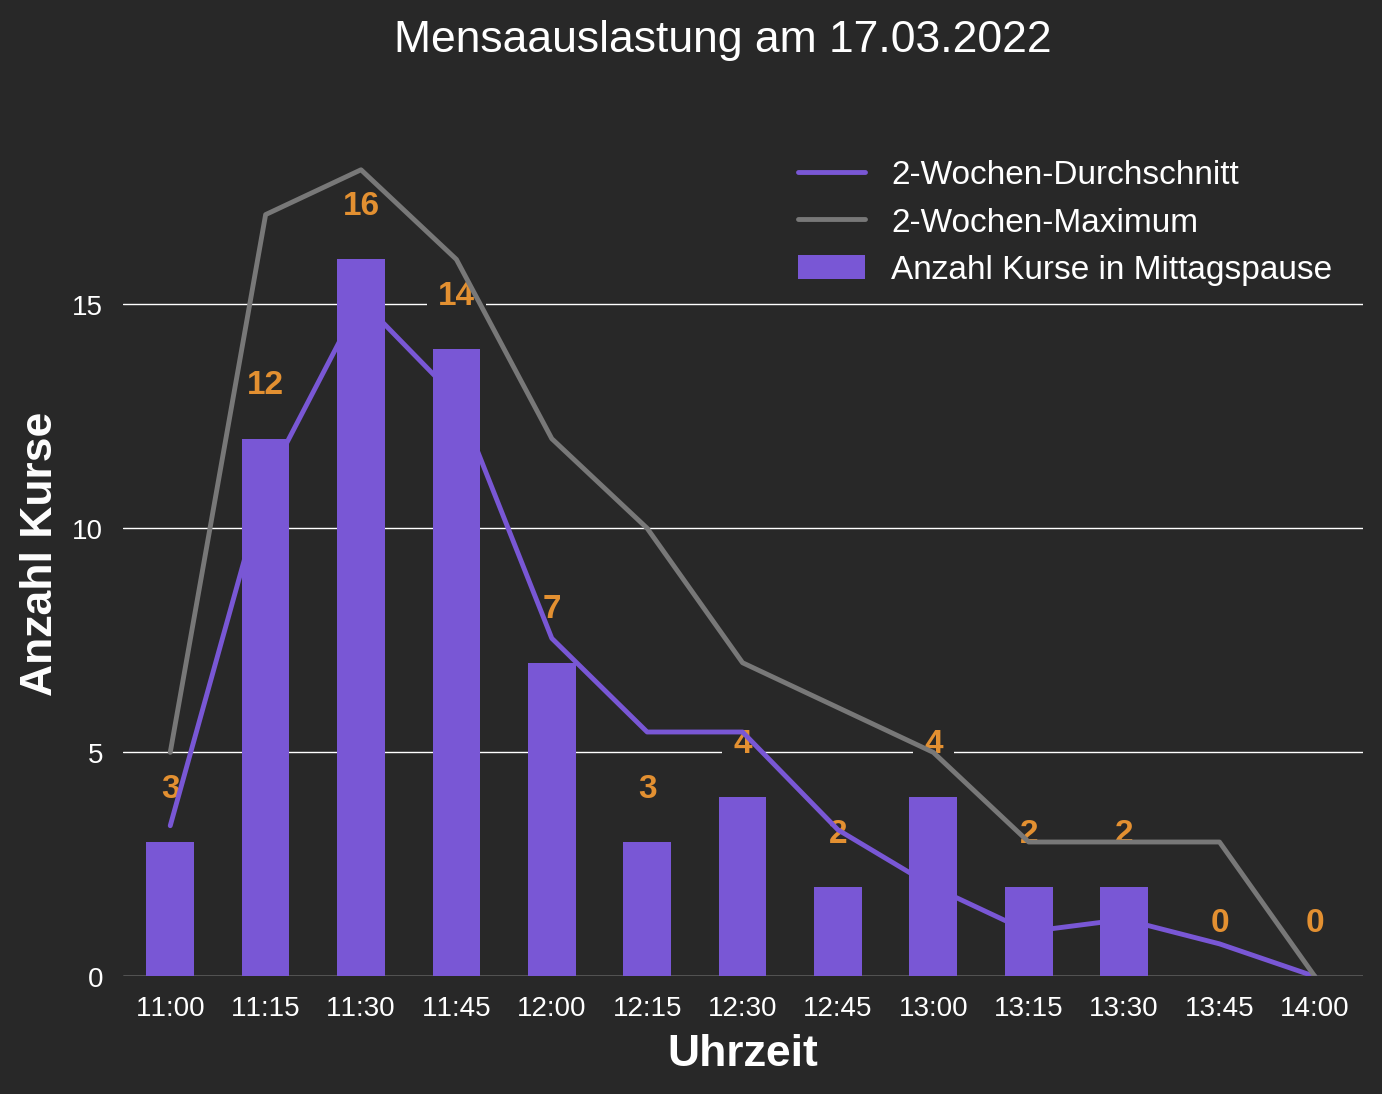 Mensaauslastung am 17.03.2022
2-Wochen-Durchschnitt
2-Wochen-Maximum
Anzahl Kurse in Mittagspause
16
14
12
7
4
4
3
3
2
2
2
0
0
15
10
5
0
Anzahl Kurse
11:00 11:15 11:30 11:45 12:00 12:15 12:30 12:45 13:00 13:15 13:30 13:45 14:00
Uhrzeit